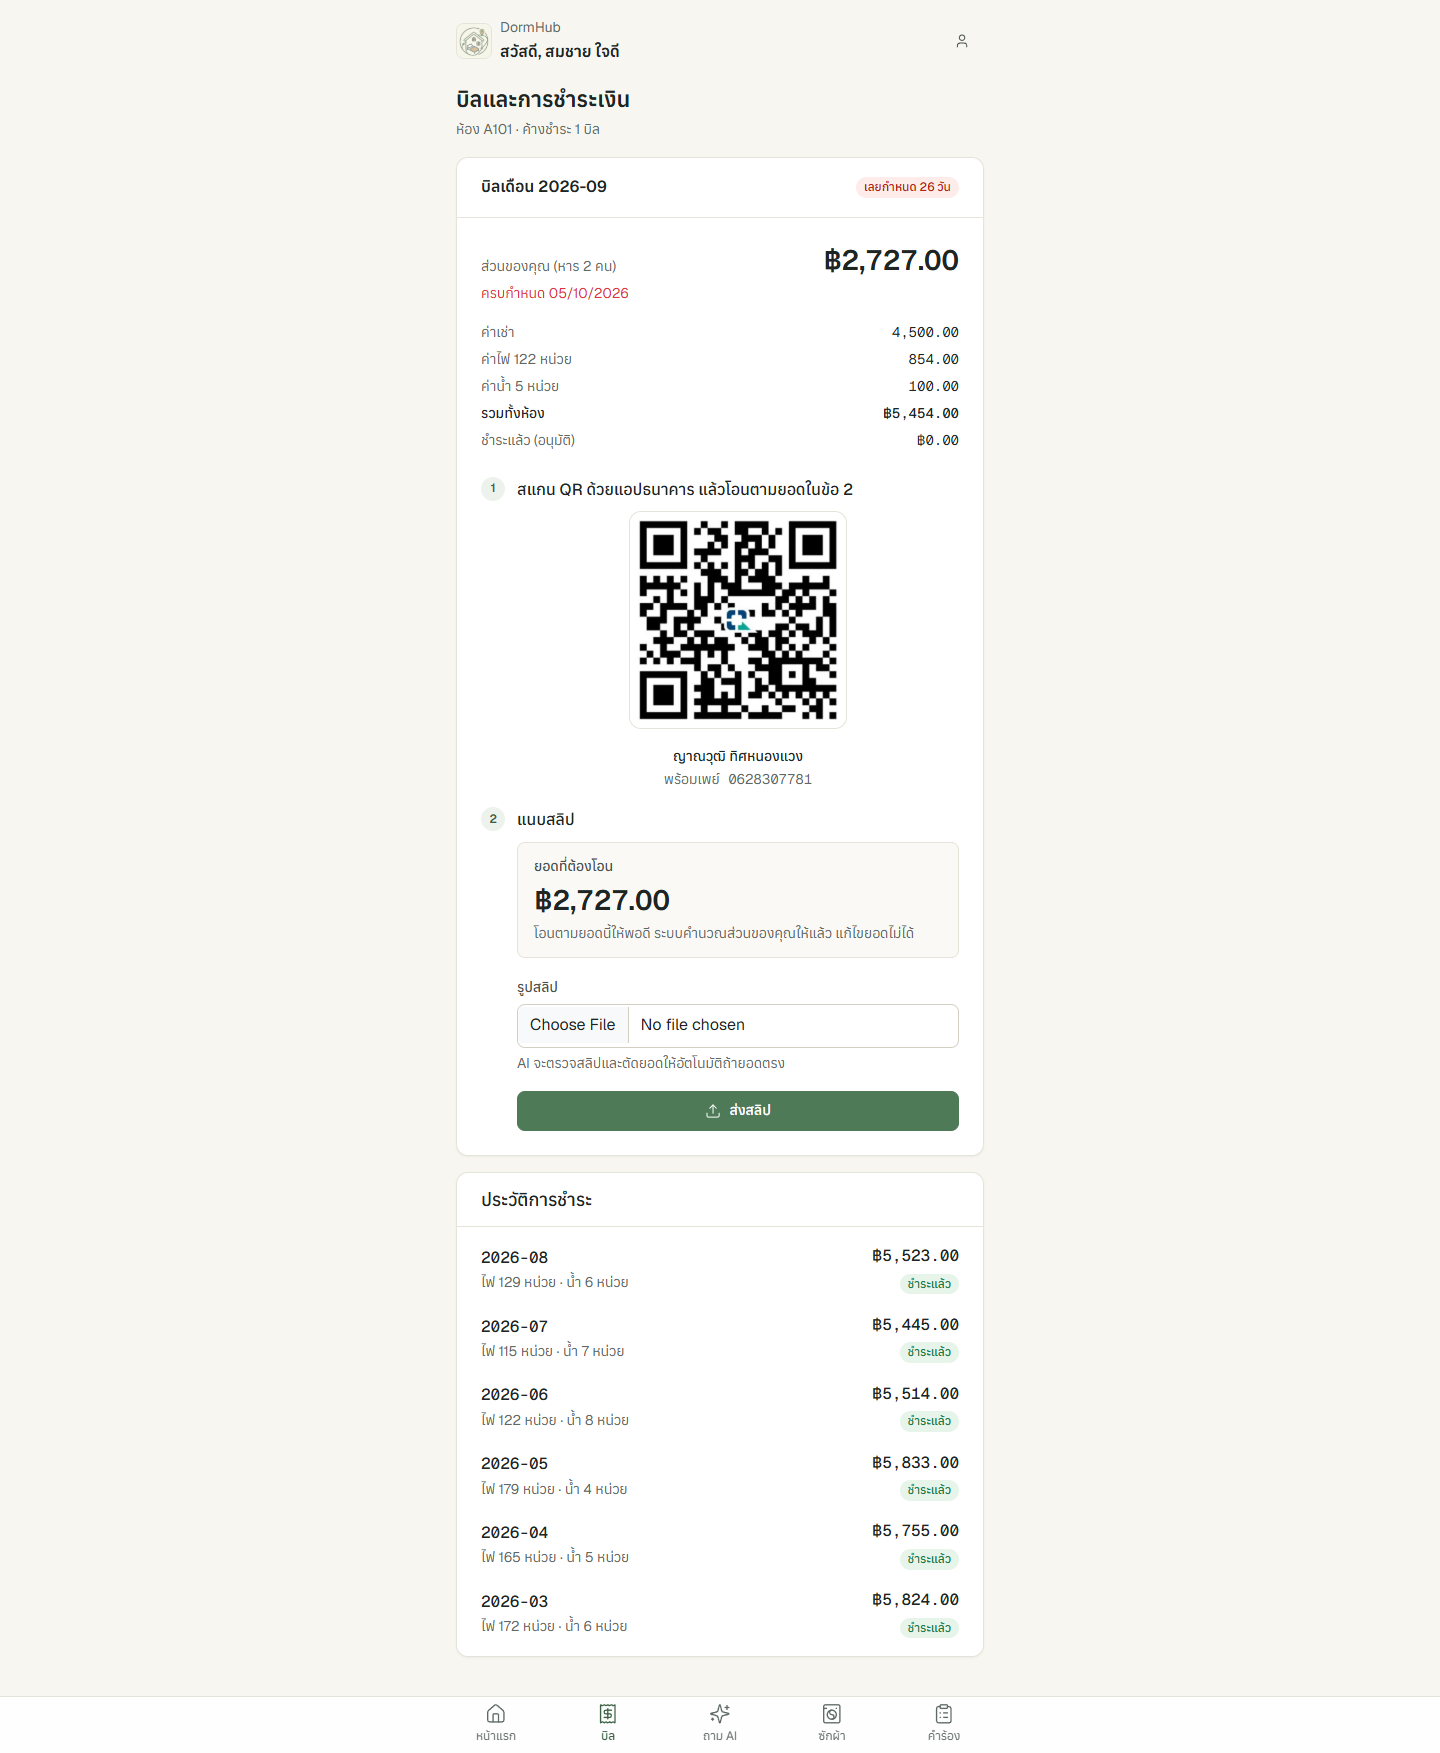 DormHub
สวัสดี, สมชาย ใจดี
บิลและการชำระเงิน
ห้อง A101 · ค้างชำระ 1 บิล
บิลเดือน 2026-09
เลยกำหนด 26 วัน
ส่วนของคุณ (หาร 2 คน)
฿2,727.00
ครบกำหนด 05/10/2026
ค่าเช่า 4,500.00
ค่าไฟ 122 หน่วย 854.00
ค่าน้ำ 5 หน่วย 100.00
รวมทั้งห้อง ฿5,454.00
ชำระแล้ว (อนุมัติ) ฿0.00
1 สแกน QR ด้วยแอปธนาคาร แล้วโอนตามยอดในข้อ 2
ญาณวุฒิ ทิศหนองแวง
พร้อมเพย์ 0628307781
2 แนบสลิป
ยอดที่ต้องโอน
฿2,727.00
โอนตามยอดนี้ให้พอดี ระบบคำนวณส่วนของคุณให้แล้ว แก้ไขยอดไม่ได้
รูปสลิป
Choose File No file chosen
AI จะตรวจสลิปและตัดยอดให้อัตโนมัติถ้ายอดตรง
ส่งสลิป
ประวัติการชำระ
2026-08 ฿5,523.00
ไฟ 129 หน่วย · น้ำ 6 หน่วย ชำระแล้ว
2026-07 ฿5,445.00
ไฟ 115 หน่วย · น้ำ 7 หน่วย ชำระแล้ว
2026-06 ฿5,514.00
ไฟ 122 หน่วย · น้ำ 8 หน่วย ชำระแล้ว
2026-05 ฿5,833.00
ไฟ 179 หน่วย · น้ำ 4 หน่วย ชำระแล้ว
2026-04 ฿5,755.00
ไฟ 165 หน่วย · น้ำ 5 หน่วย ชำระแล้ว
2026-03 ฿5,824.00
ไฟ 172 หน่วย · น้ำ 6 หน่วย ชำระแล้ว
หน้าแรก บิล ถาม AI ซักผ้า คำร้อง